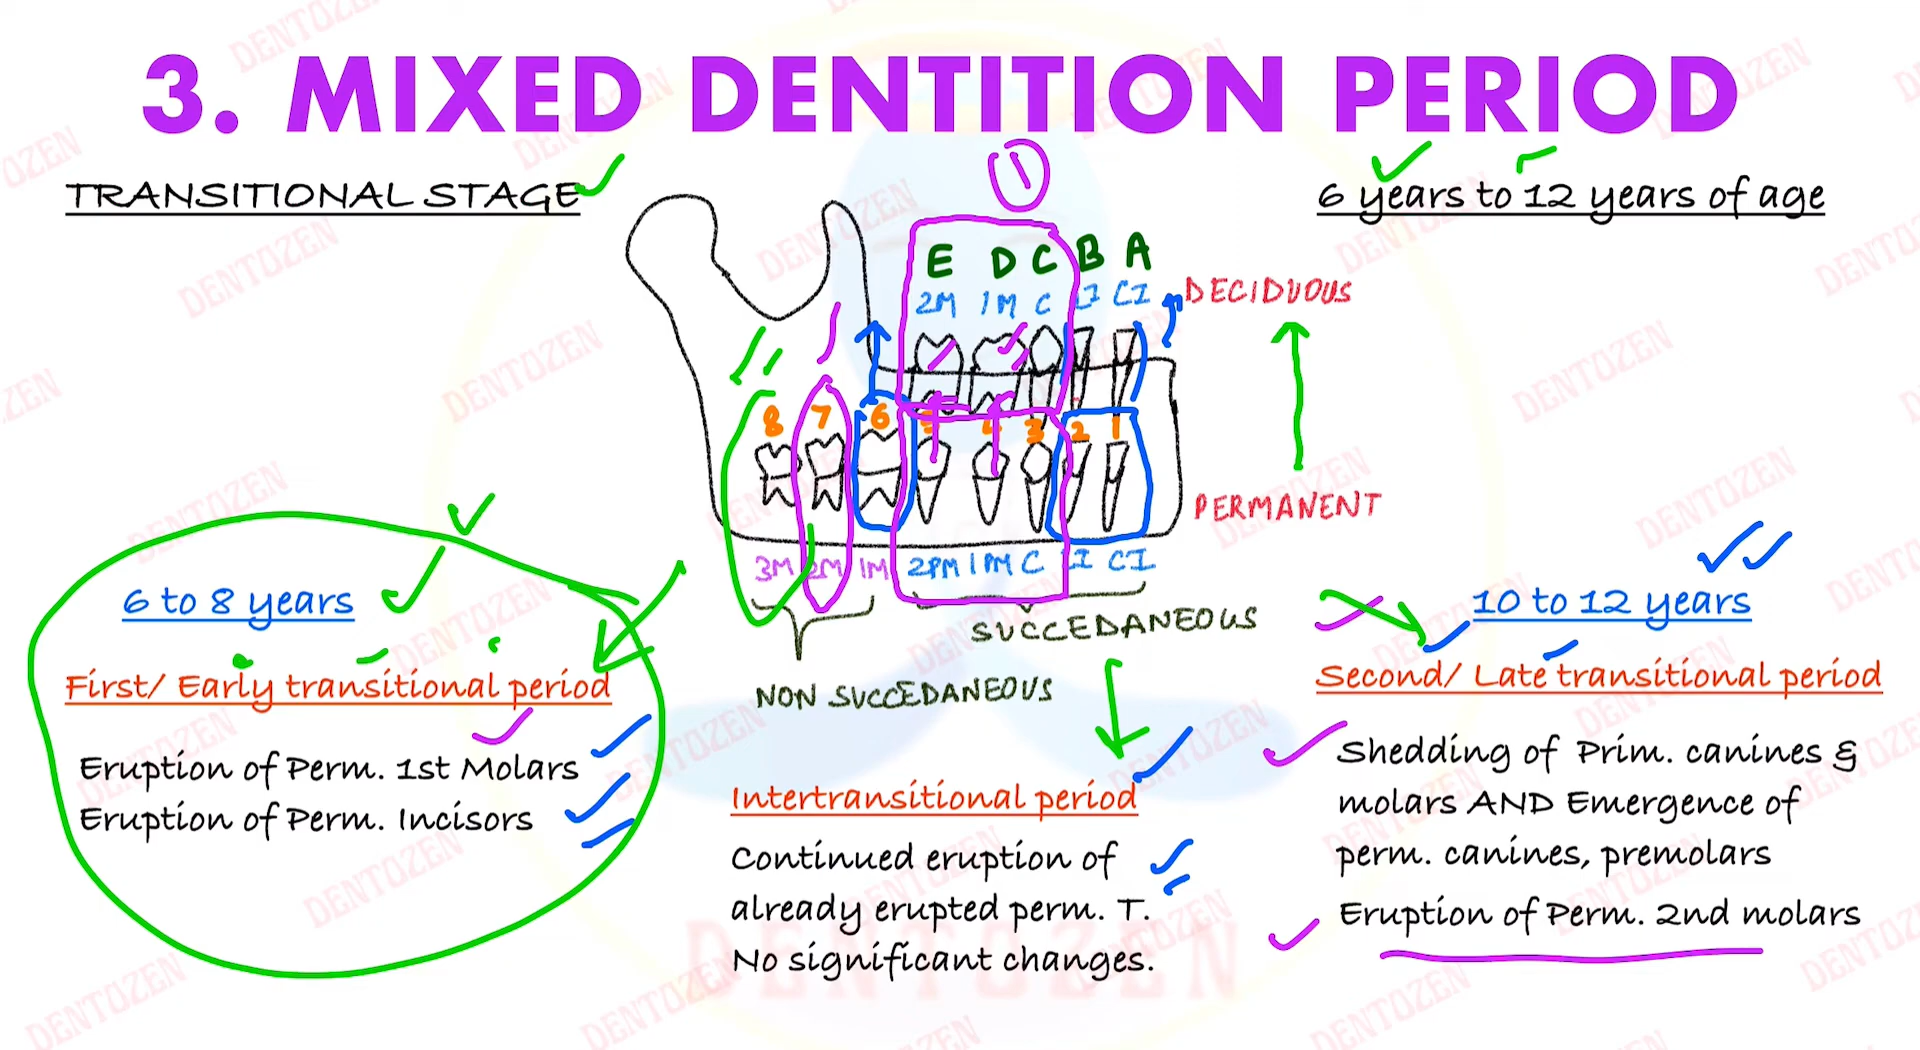 3. MIXED DENTITION PERIOD
TRANSITIONAL STAGE
6 years to 12 years of age
1
E D C B A
2M 1M C CI
DECIDUOUS
8 7 6 5 4 3 2 1
PERMANENT
3M 2M 1M 2PM 1PM C LI CI
SUCCEDANEOUS
NON SUCCEDANEOUS
6 to 8 years
First/ Early transitional period
Eruption of Perm. 1st Molars
Eruption of Perm. Incisors
Intertransitional period
Continued eruption of
already erupted perm. T.
No significant changes.
10 to 12 years
Second/ Late transitional period
Shedding of Prim. canines &
molars AND Emergence of
perm. canines, premolars
Eruption of Perm. 2nd molars
DENTOZEN